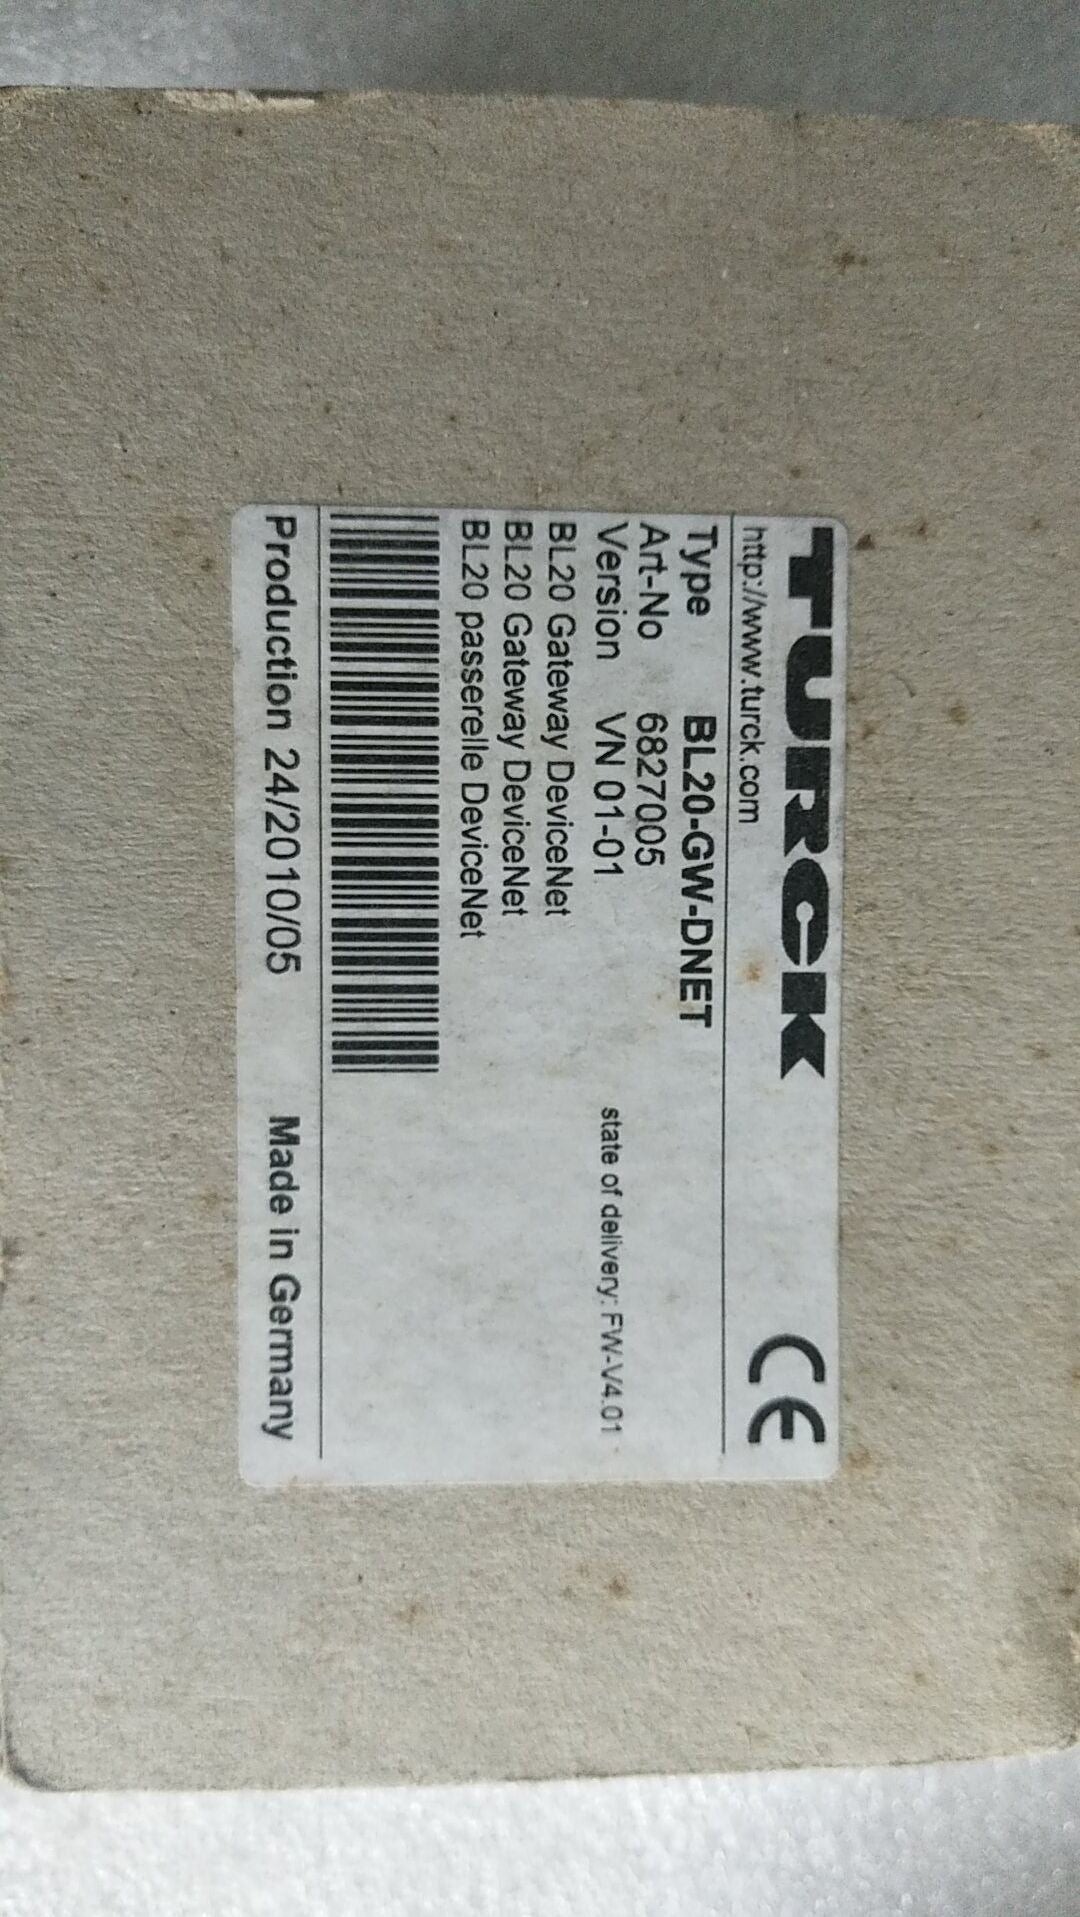 TURCK
CE
http://www.turck.com
Type BL20-GW-DNET
Art-No 6827005
Version VN 01-01 state of delivery: FW-V4.01
BL20 Gateway DeviceNet
BL20 Gateway DeviceNet
BL20 passerelle DeviceNet
Production 24/2010/05 Made in Germany